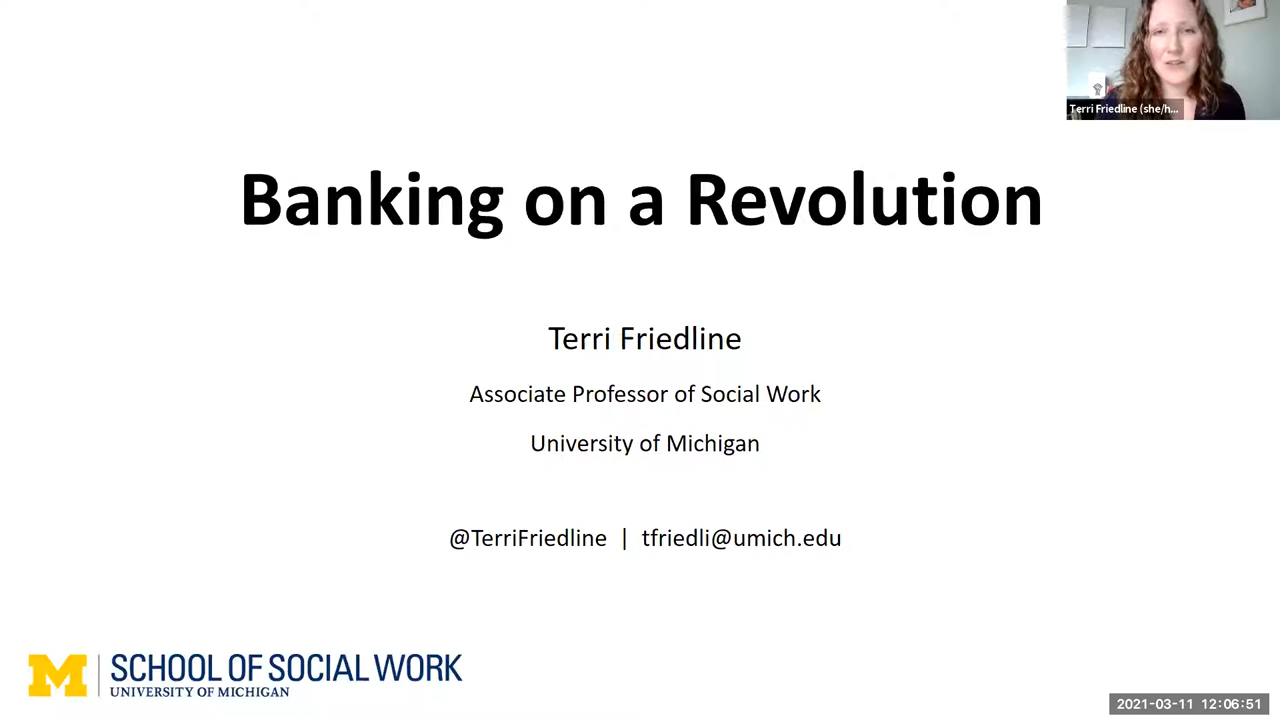 Terri Friedline (she/h...
Banking on a Revolution
Terri Friedline
Associate Professor of Social Work
University of Michigan
@TerriFriedline | tfriedli@umich.edu
M
SCHOOL OF SOCIAL WORK
UNIVERSITY OF MICHIGAN
2021-03-11 12:06:51